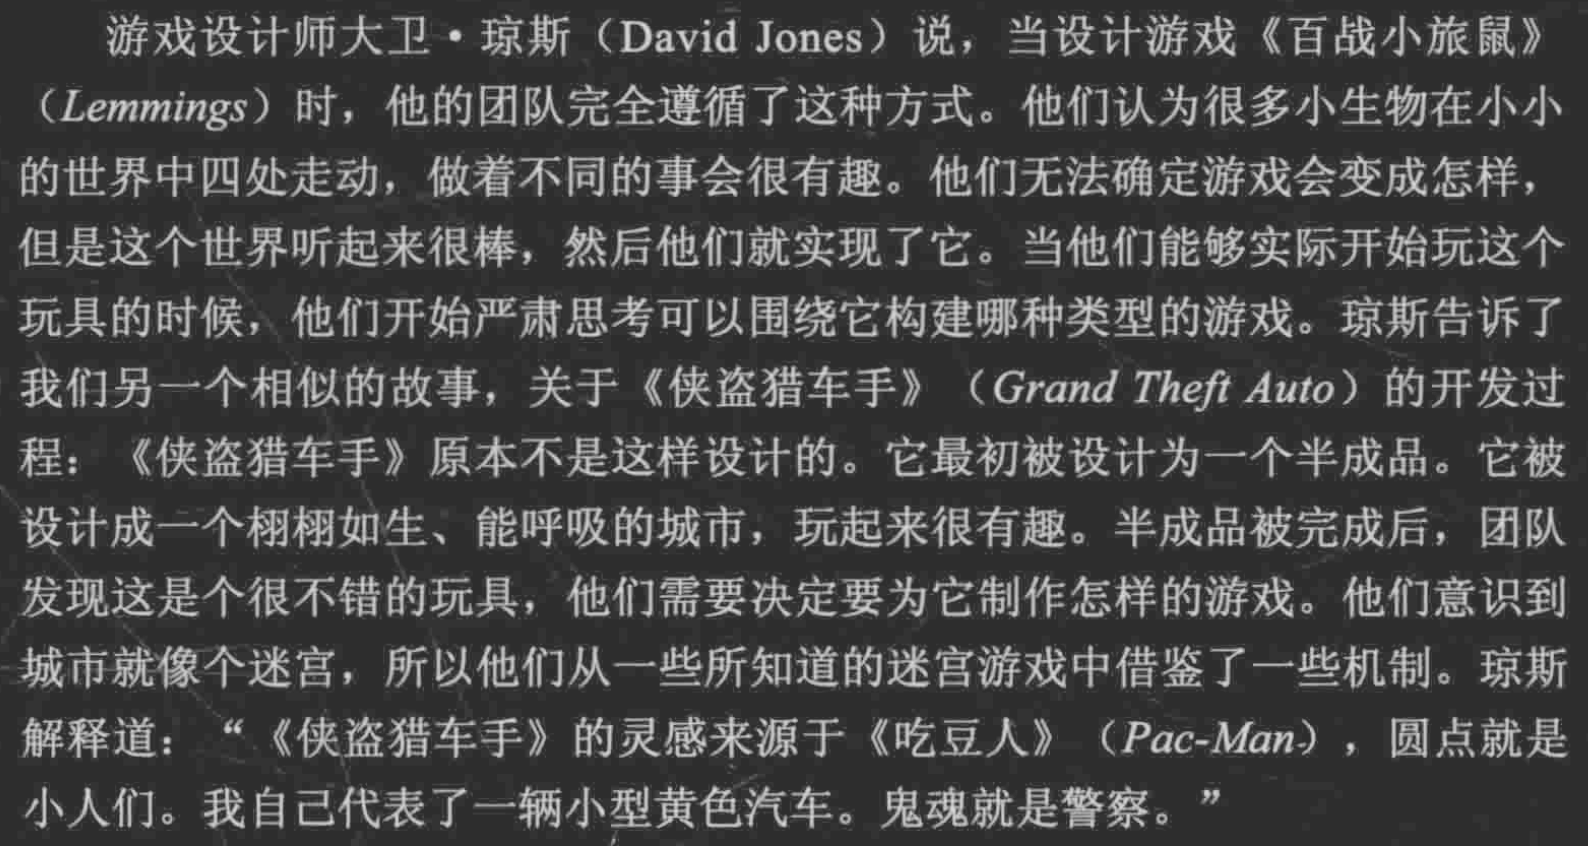 游戏设计师大卫·琼斯（David Jones）说，当设计游戏《百战小旅鼠》
（Lemmings）时，他的团队完全遵循了这种方式。他们认为很多小生物在小小
的世界中四处走动，做着不同的事会很有趣。他们无法确定游戏会变成怎样，
但是这个世界听起来很棒，然后他们就实现了它。当他们能够实际开始玩这个
玩具的时候，他们开始严肃思考可以围绕它构建哪种类型的游戏。琼斯告诉了
我们另一个相似的故事，关于《侠盗猎车手》（Grand Theft Auto）的开发过
程：《侠盗猎车手》原本不是这样设计的。它最初被设计为一个半成品。它被
设计成一个栩栩如生、能呼吸的城市，玩起来很有趣。半成品被完成后，团队
发现这是个很不错的玩具，他们需要决定要为它制作怎样的游戏。他们意识到
城市就像个迷宫，所以他们从一些所知道的迷宫游戏中借鉴了一些机制。琼斯
解释道：“《侠盗猎车手》的灵感来源于《吃豆人》（Pac-Man），圆点就是
小人们。我自己代表了一辆小型黄色汽车。鬼魂就是警察。”